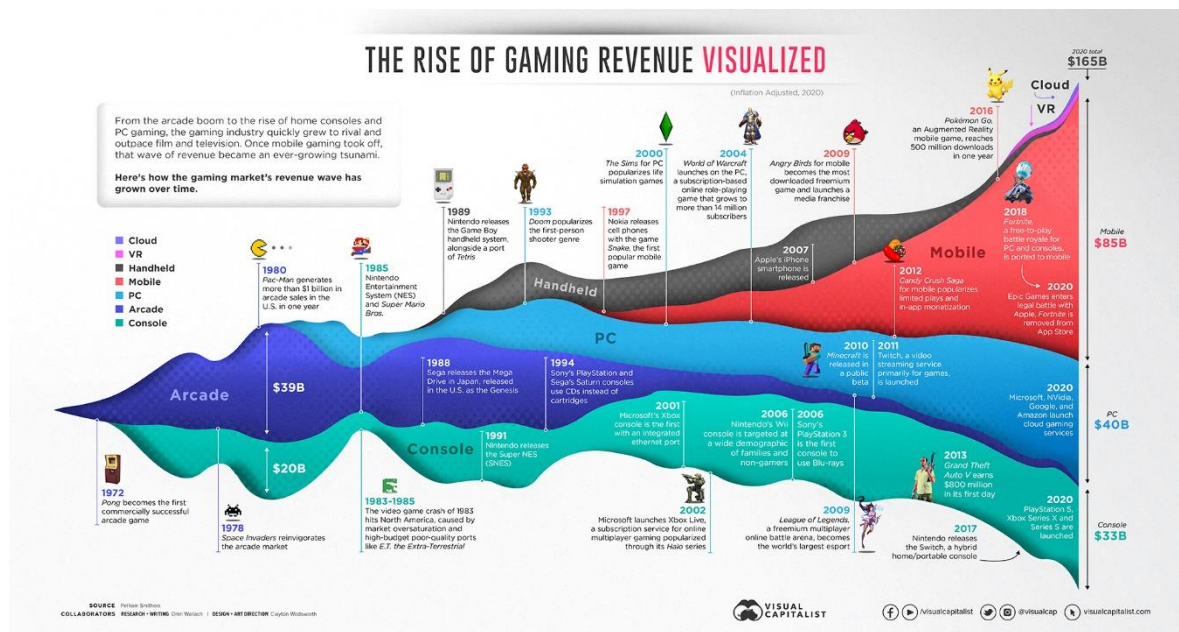 THE RISE OF GAMING REVENUE VISUALIZED
2020 total
$165B
(Inflation Adjusted, 2020)
From the arcade boom to the rise of home consoles and
PC gaming, the gaming industry quickly grew to rival and
outpace film and television. Once mobile gaming took off,
that wave of revenue became an ever-growing tsunami.
Here's how the gaming market's revenue wave has
grown over time.
Cloud
VR
Handheld
Mobile
PC
Arcade
Console
1980
Pac-Man generates
more than $1 billion in
arcade sales in the
U.S. in one year
1985
Nintendo
Entertainment
System (NES)
and Super Mario
Bros.
1989
Nintendo releases
the Game Boy
handheld system,
alongside a port
of Tetris
1993
Doom popularizes
the first-person
shooter genre
1997
Nokia releases
cell phones with
the game
Snake, the first
popular mobile
game
2000
The Sims for PC
popularizes life
simulation games
2004
World of Warcraft
launches on the PC,
a subscription-based
online role-playing
game that grows to
more than 14 million
subscribers
2009
Angry Birds for mobile
becomes the most
downloaded freemium
game and launches a
media franchise
2016
Pokémon Go,
an Augmented Reality
mobile game, reaches
500 million downloads
in one year
Cloud
VR
2007
Apple's iPhone
smartphone is
released
2018
Fortnite,
a free-to-play
battle royale for
PC and consoles,
is ported to mobile
Mobile
$85B
Handheld
Mobile
2012
Candy Crush Saga
for mobile popularizes
limited plays and
in-app monetization
2020
Epic Games enters
legal battle with
Apple, Fortnite is
removed from
App Store
PC
Arcade
$39B
1988
Sega releases the Mega
Drive in Japan, released
in the U.S. as the Genesis
1994
Sony's PlayStation and
Sega's Saturn consoles
use CDs instead of
cartridges
2010
Minecraft is
released in
a public
beta
2011
Twitch, a video
streaming service
primarily for games,
is launched
2020
Microsoft, NVidia,
Google, and
Amazon launch
cloud gaming
services
PC
$40B
Console
$20B
1991
Nintendo releases
the Super NES
(SNES)
2001
Microsoft's Xbox
console is the first
with an integrated
ethernet port
2006
Nintendo's Wii
console is targeted at
a wide demographic
of families and
non-gamers
2006
Sony's
PlayStation 3
is the first
console to
use Blu-rays
2013
Grand Theft
Auto V earns
$800 million
in its first day
2020
PlayStation 5,
Xbox Series X and
Series S are
launched
Console
$33B
1972
Pong becomes the first
commercially successful
arcade game
1978
Space Invaders reinvigorates
the arcade market
1983-1985
The video game crash of 1983
hits North America, caused by
market oversaturation and
high-budget poor-quality ports
like E.T. the Extra-Terrestrial
2002
Microsoft launches Xbox Live,
a subscription service for online
multiplayer gaming popularized
through its Halo series
2009
League of Legends,
a freemium multiplayer
online battle arena, becomes
the world's largest esport
2017
Nintendo releases
the Switch, a hybrid
home/portable console
SOURCE Pelham Smithers
COLLABORATORS RESEARCH + WRITING Omri Wallach | DESIGN + ART DIRECTION Clayton Wadsworth
VISUAL
CAPITALIST
/visualcapitalist
@visualcap
visualcapitalist.com